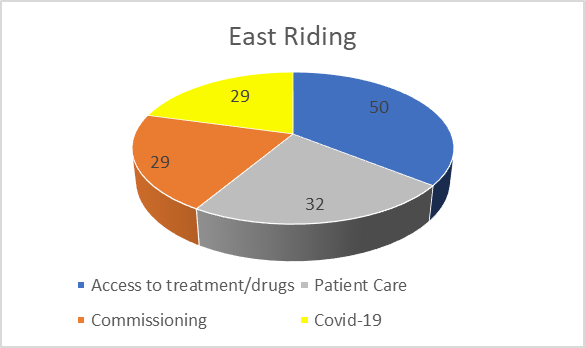 East Riding
29
50
29
32
Access to treatment/drugs Patient Care
Commissioning Covid-19